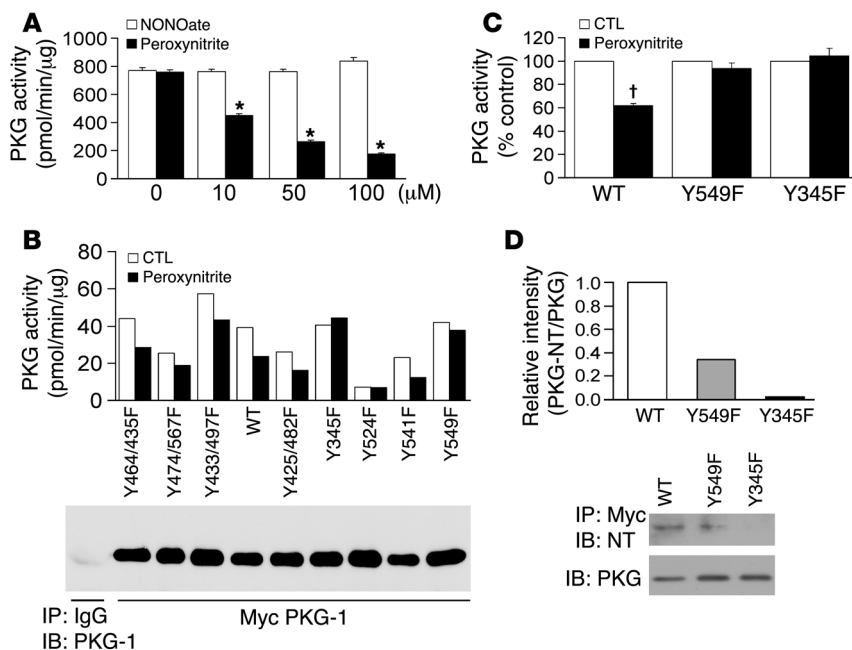 A
NONOate
Peroxynitrite
PKG activity
(pmol/min/µg)
1000
800
600
400
200
0
*
*
*
0 10 50 100 (µM)
C
CTL
Peroxynitrite
PKG activity
(% control)
120
100
80
60
40
20
0
†
WT Y549F Y345F
B
CTL
Peroxynitrite
PKG activity
(pmol/min/µg)
80
60
40
20
0
Y464/435F
Y474/567F
Y433/497F
WT
Y425/482F
Y345F
Y524F
Y541F
Y549F
IP: IgG
IB: PKG-1
Myc PKG-1
D
Relative intensity
(PKG-NT/PKG)
1.0
0.8
0.6
0.4
0.2
0.0
WT Y549F Y345F
WT
Y549F
Y345F
IP: Myc
IB: NT
IB: PKG